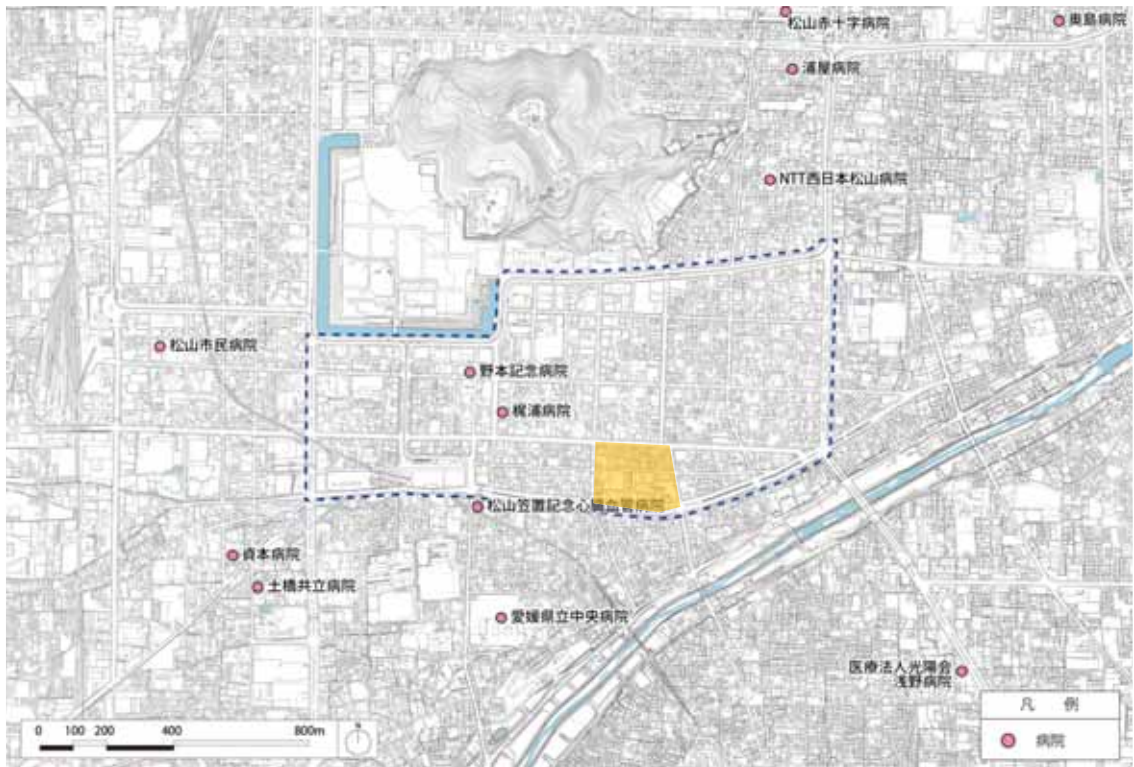 松山赤十字病院
奥島病院
浦屋病院
NTT西日本松山病院
松山市民病院
野本記念病院
梶浦病院
松山笠置記念心臓血管病院
貞本病院
土橋共立病院
愛媛県立中央病院
医療法人光陽会
浅野病院
0 100 200 400 800m
N
凡 例
病院